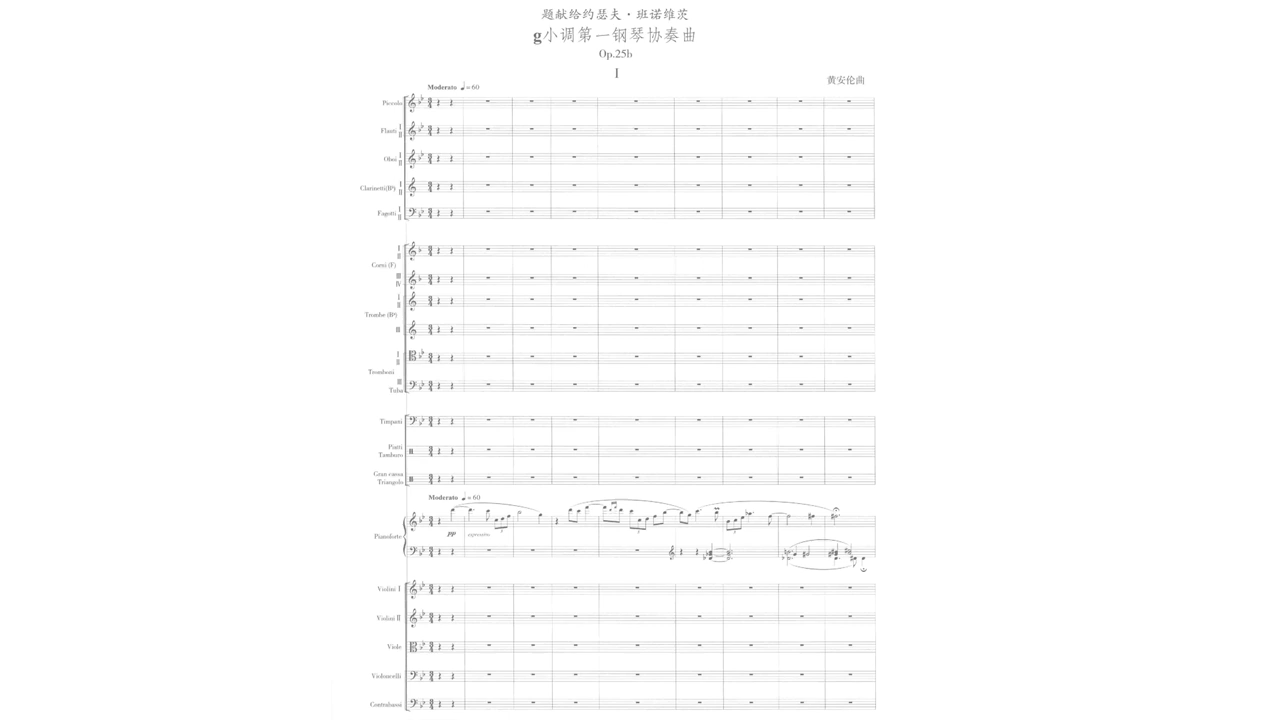 题献给约瑟夫·班诺维茨
g小调第一钢琴协奏曲
Op.25b
I
黄安伦曲
Moderato ♩=60
Piccolo
Flauti I II
Oboi I II
Clarinetti(B♭) I II
Fagotti I II
I II
Corni (F)
III IV
I II
Trombe (B♭)
III
I II
Tromboni
III
Tuba
Timpani
Piatti
Tamburo
Gran cassa
Triangolo
Moderato ♩=60
Pianoforte
pp espressivo
Violini I
Violini II
Viole
Violoncelli
Contrabassi